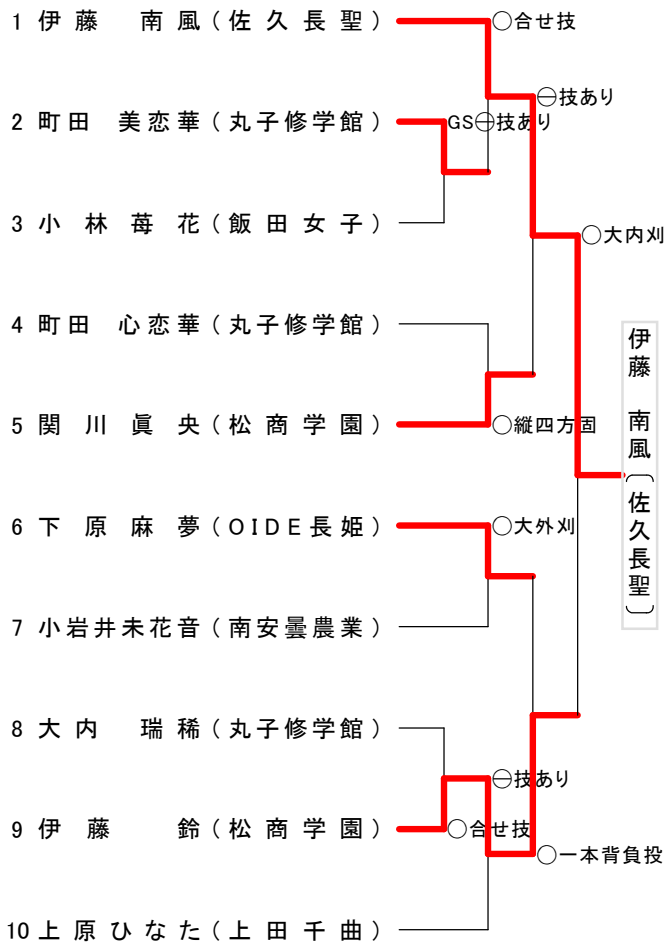 1 伊藤 南風(佐久長聖)
○合せ技
⊖技あり
2 町田 美恋華(丸子修学館)
GS⊖技あり
3 小林苺花(飯田女子)
○大内刈
4 町田 心恋華(丸子修学館)
5 関川眞央(松商学園)
○縦四方固
伊藤 南風(佐久長聖)
6 下原麻夢(OIDE長姫)
○大外刈
7 小岩井未花音(南安曇農業)
8 大内 瑞稀(丸子修学館)
⊖技あり
9 伊藤 鈴(松商学園)
○合せ技
○一本背負投
10 上原ひなた(上田千曲)